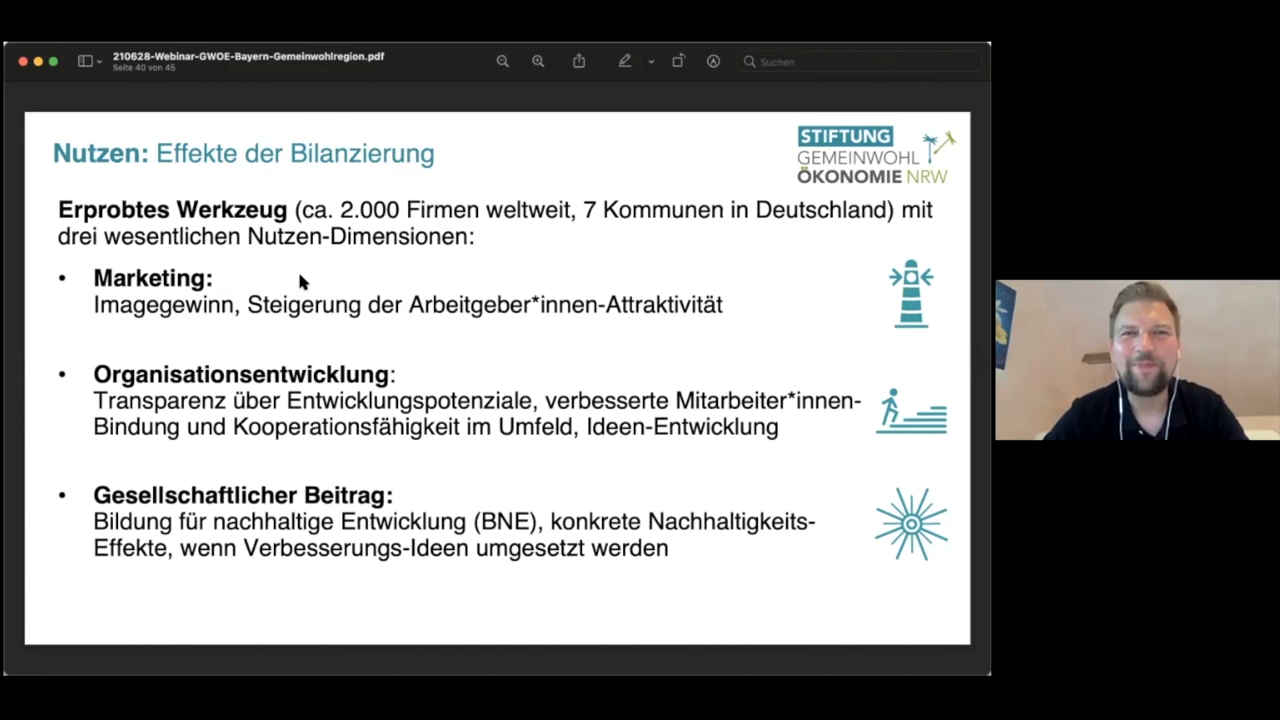 210628-Webinar-GWOE-Bayern-Gemeinwohlregion.pdf
Seite 40 von 45
Suchen
Nutzen: Effekte der Bilanzierung
STIFTUNG
GEMEINWOHL
ÖKONOMIE NRW
Erprobtes Werkzeug (ca. 2.000 Firmen weltweit, 7 Kommunen in Deutschland) mit
drei wesentlichen Nutzen-Dimensionen:
• Marketing:
Imagegewinn, Steigerung der Arbeitgeber*innen-Attraktivität
• Organisationsentwicklung:
Transparenz über Entwicklungspotenziale, verbesserte Mitarbeiter*innen-
Bindung und Kooperationsfähigkeit im Umfeld, Ideen-Entwicklung
• Gesellschaftlicher Beitrag:
Bildung für nachhaltige Entwicklung (BNE), konkrete Nachhaltigkeits-
Effekte, wenn Verbesserungs-Ideen umgesetzt werden